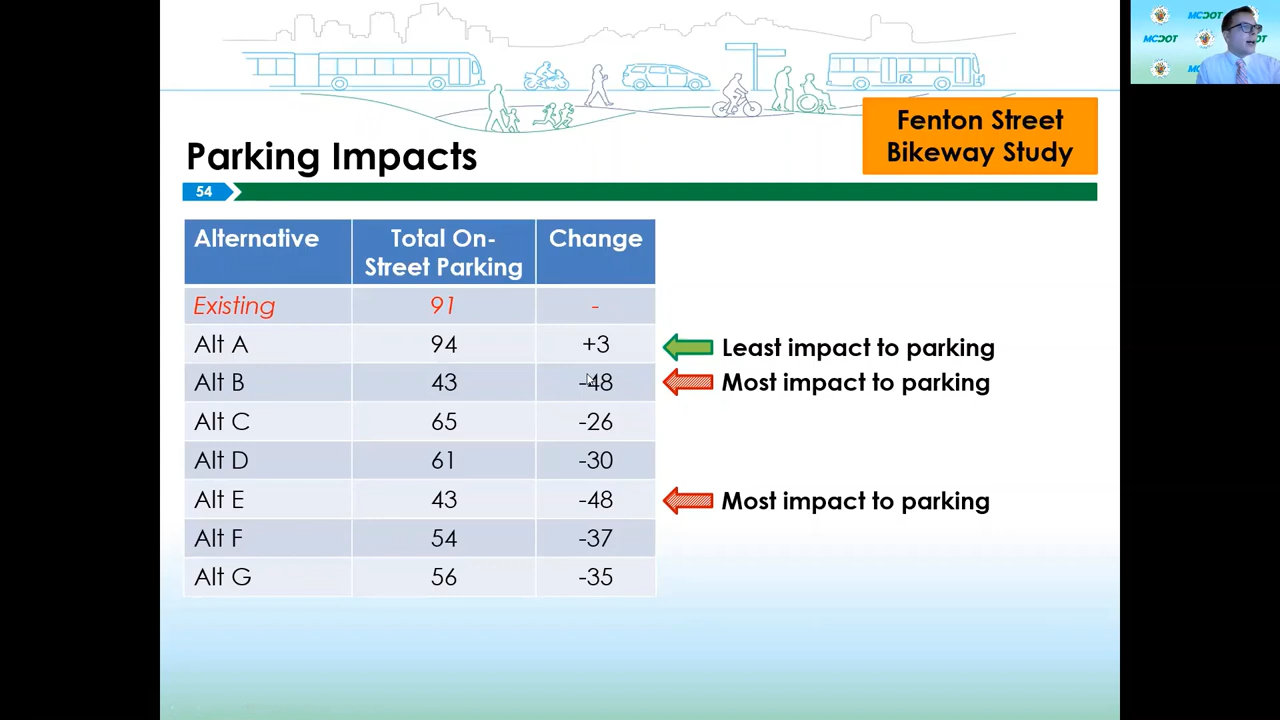 MCDOT
MCDOT
Fenton Street
Bikeway Study
Parking Impacts
54
Alternative Total On-Street Parking Change
Existing 91 -
Alt A 94 +3 Least impact to parking
Alt B 43 -48 Most impact to parking
Alt C 65 -26
Alt D 61 -30
Alt E 43 -48 Most impact to parking
Alt F 54 -37
Alt G 56 -35